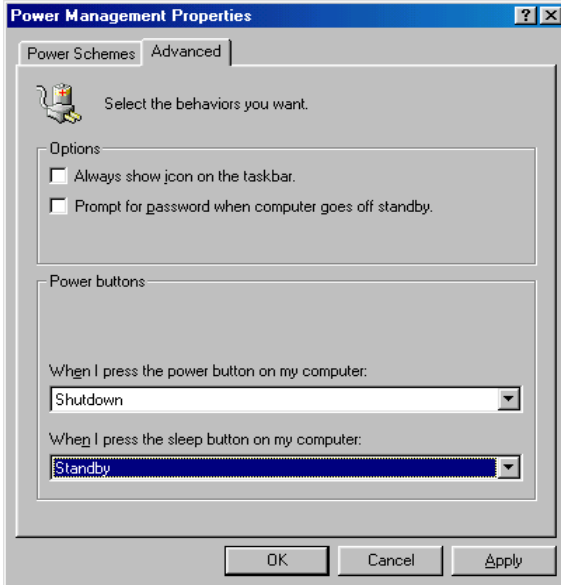 Power Management Properties
Power Schemes Advanced
Select the behaviors you want.
Options
Always show icon on the taskbar.
Prompt for password when computer goes off standby.
Power buttons
When I press the power button on my computer:
Shutdown
When I press the sleep button on my computer:
Standby
OK Cancel Apply